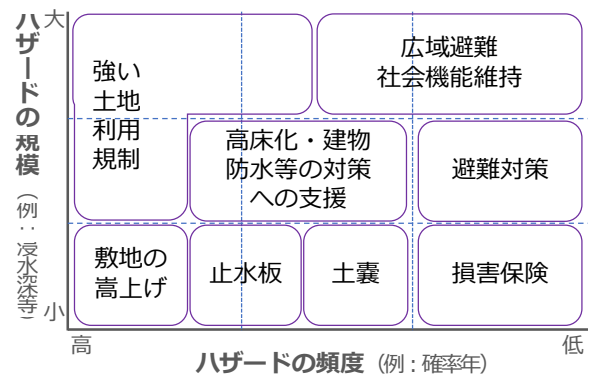 ハザードの規模（例：浸水深等）
大
小
強い
土地
利用
規制
広域避難
社会機能維持
高床化・建物
防水等の対策
への支援
避難対策
敷地の
嵩上げ
止水板
土嚢
損害保険
高
低
ハザードの頻度（例：確率年）